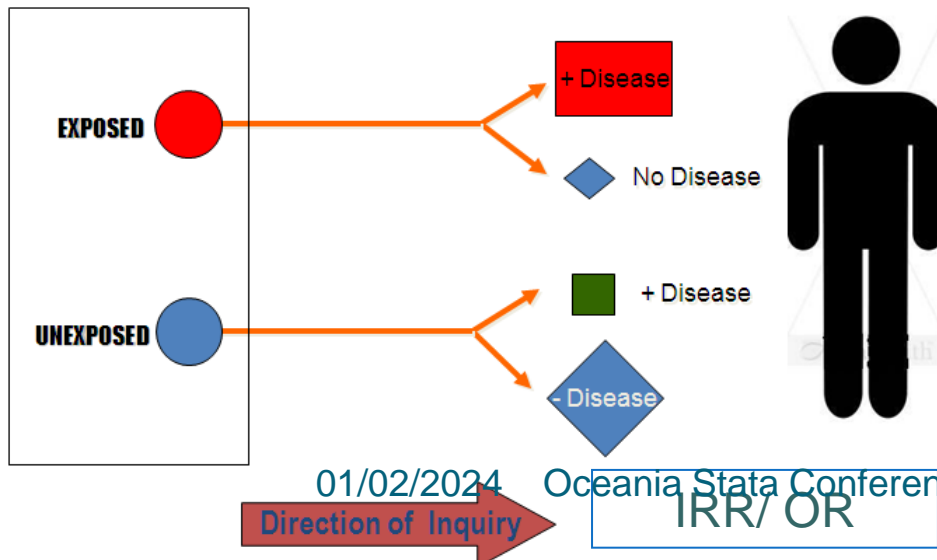 EXPOSED
+ Disease
No Disease
UNEXPOSED
+ Disease
- Disease
01/02/2024 Oceania Stata Conferen
Direction of Inquiry
IRR/ OR